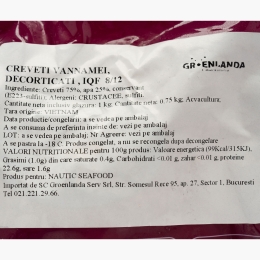 GROENLANDA
CREVETI VANNAMEI,
DECORTICATI, IQF 8/12
Ingrediente: Creveti 75%, apa 25%, conservant
(E223-sulfit), Alergeni: CRUSTACEE, sulfiti.
Cantitate neta inclusiv glazura: 1 kg; Cantitate neta: 0.75 kg; Acvacultura;
Tara origine: VIETNAM
Data productie/congelarii: a se vedea pe ambalaj
A se consuma de preferinta inainte de: vezi pe ambalaj
LOT: a se vedea pe ambalaj; Nr Agreere: vezi pe ambalaj
A se pastra la -18 C. Produs congelat, a nu se recongela dupa decongelare
VALORI NUTRITIONALE pentru 100g produs: Valoare energetica (99Kcal/315KJ),
Grasimi (1.0g) din care saturate 0.4g, Carbohidrati <0.01 g, zahar <0.01 g, proteine
22.6g, sare 1.6g
Produs pentru: NAUTIC SEAFOOD
Importat de SC Groenlanda Serv Srl, Str. Somesul Rece 95, ap. 27, Sector 1, Bucuresti
Tel 021.221.29.66.